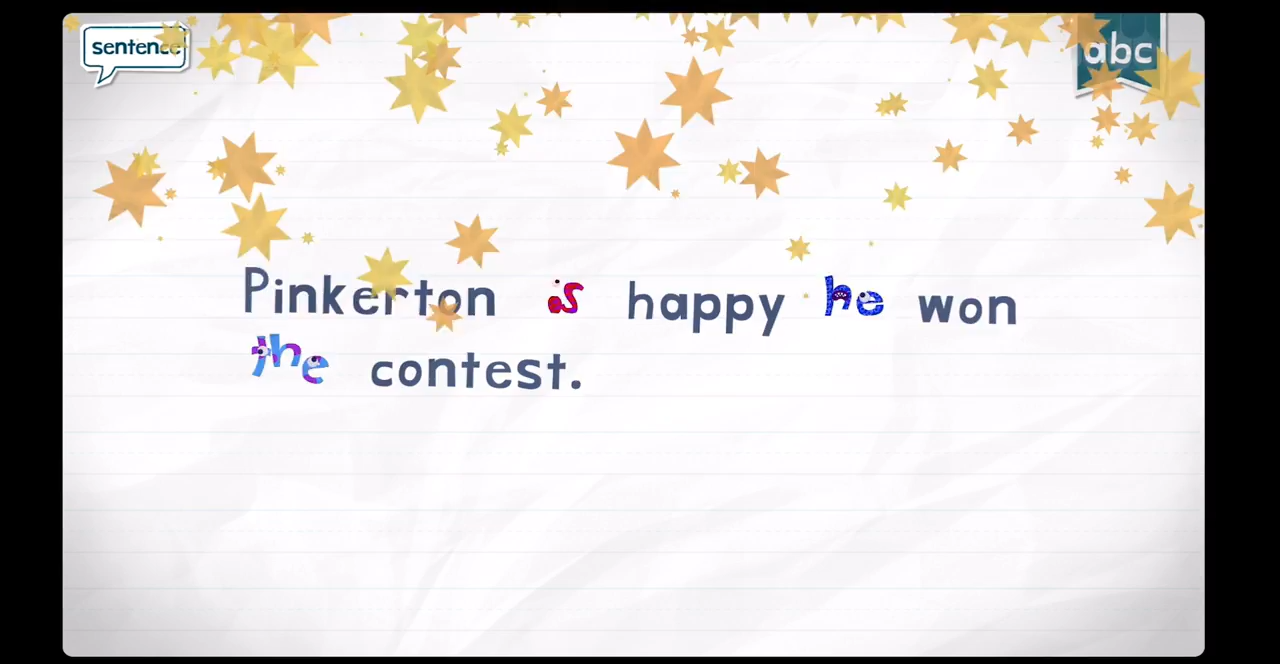 sentence
abc
Pinkerton is happy he won
the contest.